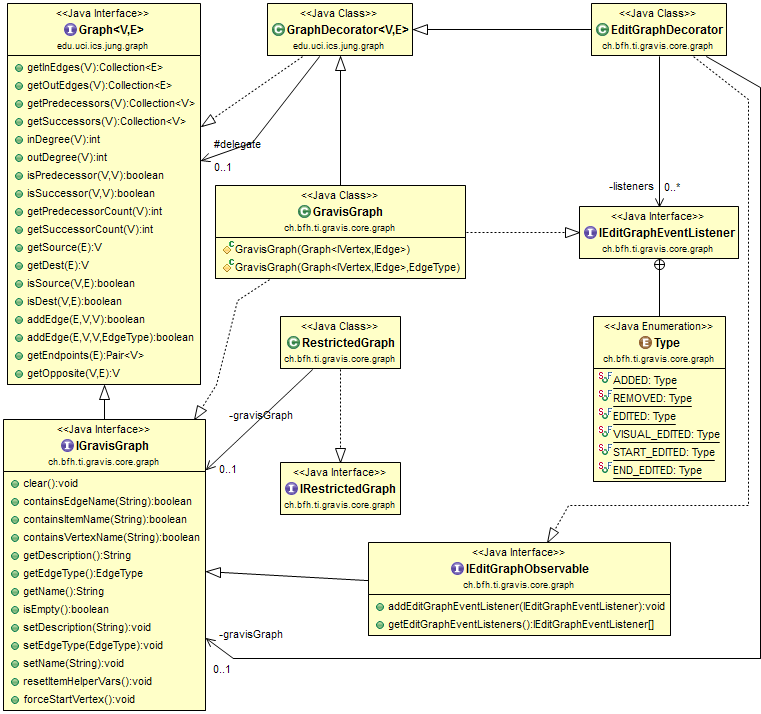 <<Java Interface>>
Graph<V,E>
edu.uci.ics.jung.graph
getInEdges(V):Collection<E>
getOutEdges(V):Collection<E>
getPredecessors(V):Collection<V>
getSuccessors(V):Collection<V>
inDegree(V):int
outDegree(V):int
isPredecessor(V,V):boolean
isSuccessor(V,V):boolean
getPredecessorCount(V):int
getSuccessorCount(V):int
getSource(E):V
getDest(E):V
isSource(V,E):boolean
isDest(V,E):boolean
addEdge(E,V,V):boolean
addEdge(E,V,V,EdgeType):boolean
getEndpoints(E):Pair<V>
getOpposite(V,E):V
<<Java Class>>
GraphDecorator<V,E>
edu.uci.ics.jung.graph
<<Java Class>>
EditGraphDecorator
ch.bfh.ti.gravis.core.graph
#delegate
0..1
-listeners
0..*
<<Java Class>>
GravisGraph
ch.bfh.ti.gravis.core.graph
GravisGraph(Graph<IVertex,IEdge>)
GravisGraph(Graph<IVertex,IEdge>,EdgeType)
<<Java Interface>>
IEditGraphEventListener
ch.bfh.ti.gravis.core.graph
<<Java Class>>
RestrictedGraph
ch.bfh.ti.gravis.core.graph
<<Java Enumeration>>
Type
ch.bfh.ti.gravis.core.graph
ADDED: Type
REMOVED: Type
EDITED: Type
VISUAL_EDITED: Type
START_EDITED: Type
END_EDITED: Type
-gravisGraph
0..1
<<Java Interface>>
IRestrictedGraph
ch.bfh.ti.gravis.core.graph
<<Java Interface>>
IGravisGraph
ch.bfh.ti.gravis.core.graph
clear():void
containsEdgeName(String):boolean
containsItemName(String):boolean
containsVertexName(String):boolean
getDescription():String
getEdgeType():EdgeType
getName():String
isEmpty():boolean
setDescription(String):void
setEdgeType(EdgeType):void
setName(String):void
resetItemHelperVars():void
forceStartVertex():void
<<Java Interface>>
IEditGraphObservable
ch.bfh.ti.gravis.core.graph
addEditGraphEventListener(IEditGraphEventListener):void
getEditGraphEventListeners():IEditGraphEventListener[]
-gravisGraph
0..1